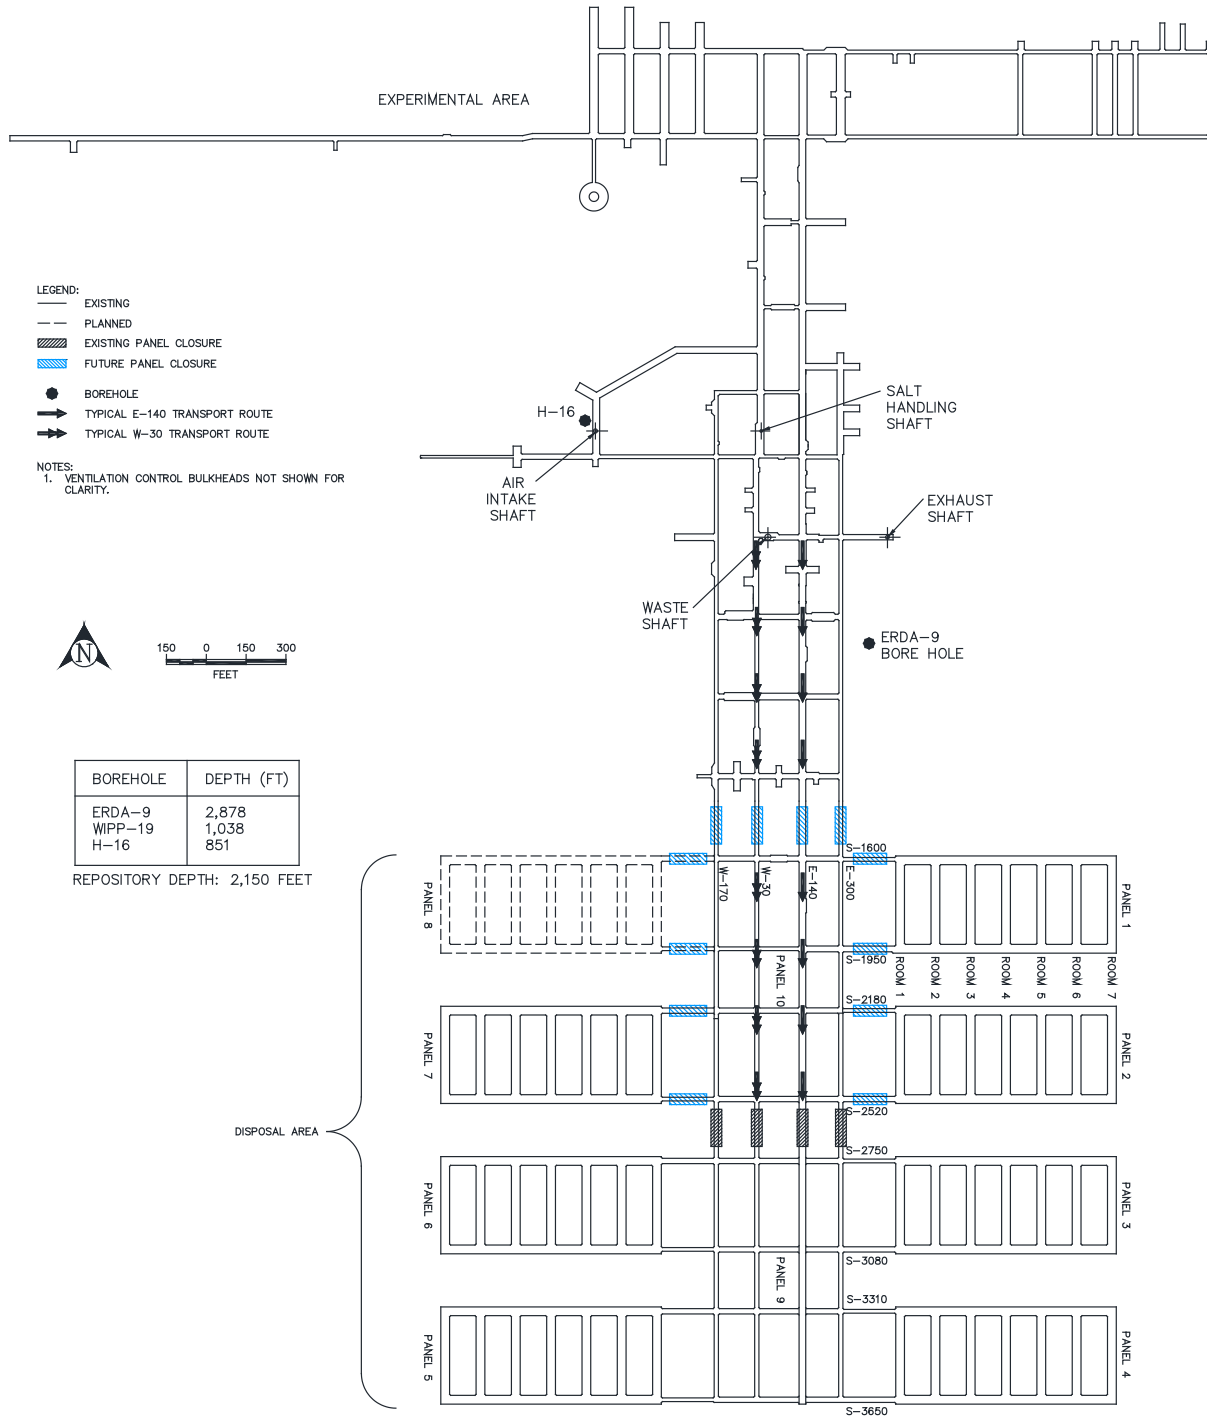 EXPERIMENTAL AREA
LEGEND:
EXISTING
PLANNED
EXISTING PANEL CLOSURE
FUTURE PANEL CLOSURE
BOREHOLE
TYPICAL E-140 TRANSPORT ROUTE
TYPICAL W-30 TRANSPORT ROUTE
NOTES:
1. VENTILATION CONTROL BULKHEADS NOT SHOWN FOR
CLARITY.
H-16
SALT
HANDLING
SHAFT
AIR
INTAKE
SHAFT
EXHAUST
SHAFT
WASTE
SHAFT
ERDA-9
BORE HOLE
N
150 0 150 300
FEET
BOREHOLE DEPTH (FT)
ERDA-9 2,878
WIPP-19 1,038
H-16 851
REPOSITORY DEPTH: 2,150 FEET
S-1600
W-170
W-30
E-140
E-300
PANEL 8
PANEL 1
S-1950
PANEL 10
S-2180
ROOM 1
ROOM 2
ROOM 3
ROOM 4
ROOM 5
ROOM 6
ROOM 7
PANEL 7
PANEL 2
S-2520
DISPOSAL AREA
S-2750
PANEL 6
PANEL 3
S-3080
PANEL 9
S-3310
PANEL 5
PANEL 4
S-3650